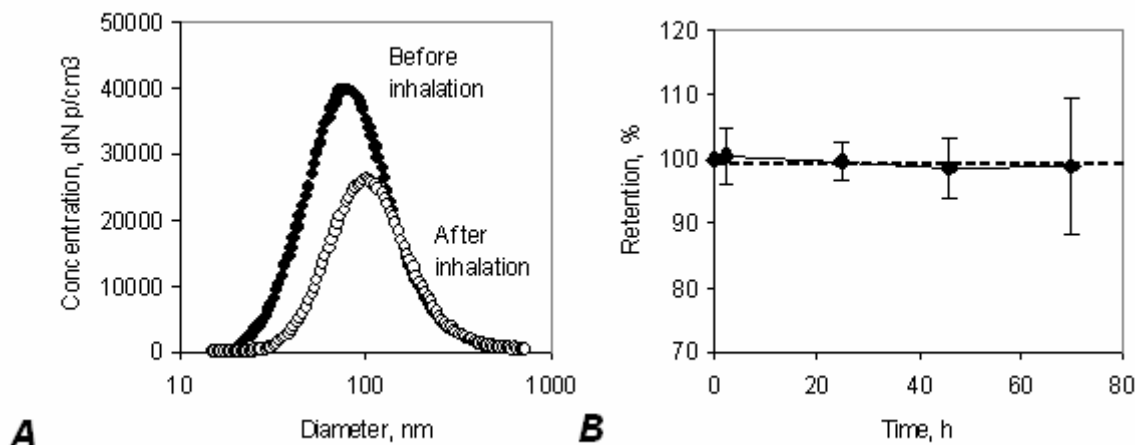 50000
40000
30000
20000
10000
0
Concentration, dN p/cm3
Before
inhalation
After
inhalation
10
100
1000
Diameter, nm
A
120
110
100
90
80
70
Retention, %
0
20
40
60
80
Time, h
B